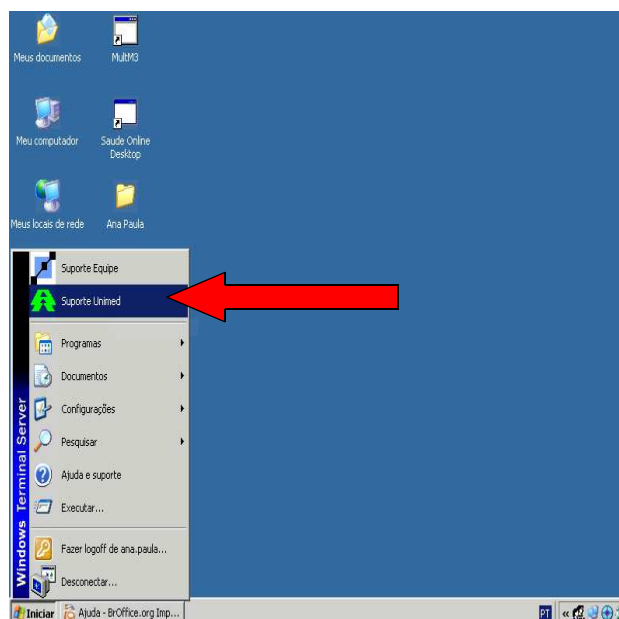 Meus documentos
MultM3
Meu computador
Saude Online
Desktop
Meus locais de rede
Ana Paula
Suporte Equipe
Suporte Unimed
Programas
Documentos
Configurações
Pesquisar
Ajuda e suporte
Executar...
Fazer logoff de ana.paula...
Desconectar...
Windows Terminal Server
Iniciar
Ajuda - BrOffice.org Imp...
PT
«